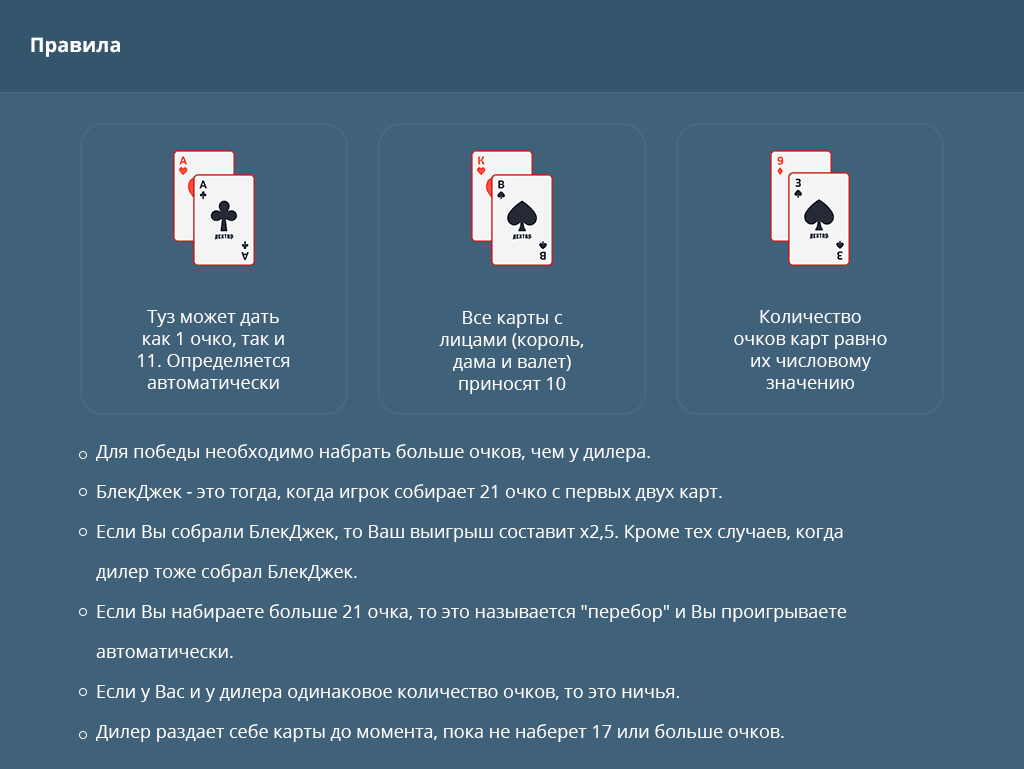 Правила
A
A
ДЕКТЯР
A
K
B
B
9
3
3
Туз может дать
как 1 очко, так и
11. Определяется
автоматически
Все карты с
лицами (король,
дама и валет)
приносят 10
Количество
очков карт равно
их числовому
значению
Для победы необходимо набрать больше очков, чем у дилера.
БлекДжек - это тогда, когда игрок собирает 21 очко с первых двух карт.
Если Вы собрали БлекДжек, то Ваш выигрыш составит x2,5. Кроме тех случаев, когда
дилер тоже собрал БлекДжек.
Если Вы набираете больше 21 очка, то это называется "перебор" и Вы проигрываете
автоматически.
Если у Вас и у дилера одинаковое количество очков, то это ничья.
Дилер раздает себе карты до момента, пока не наберет 17 или больше очков.